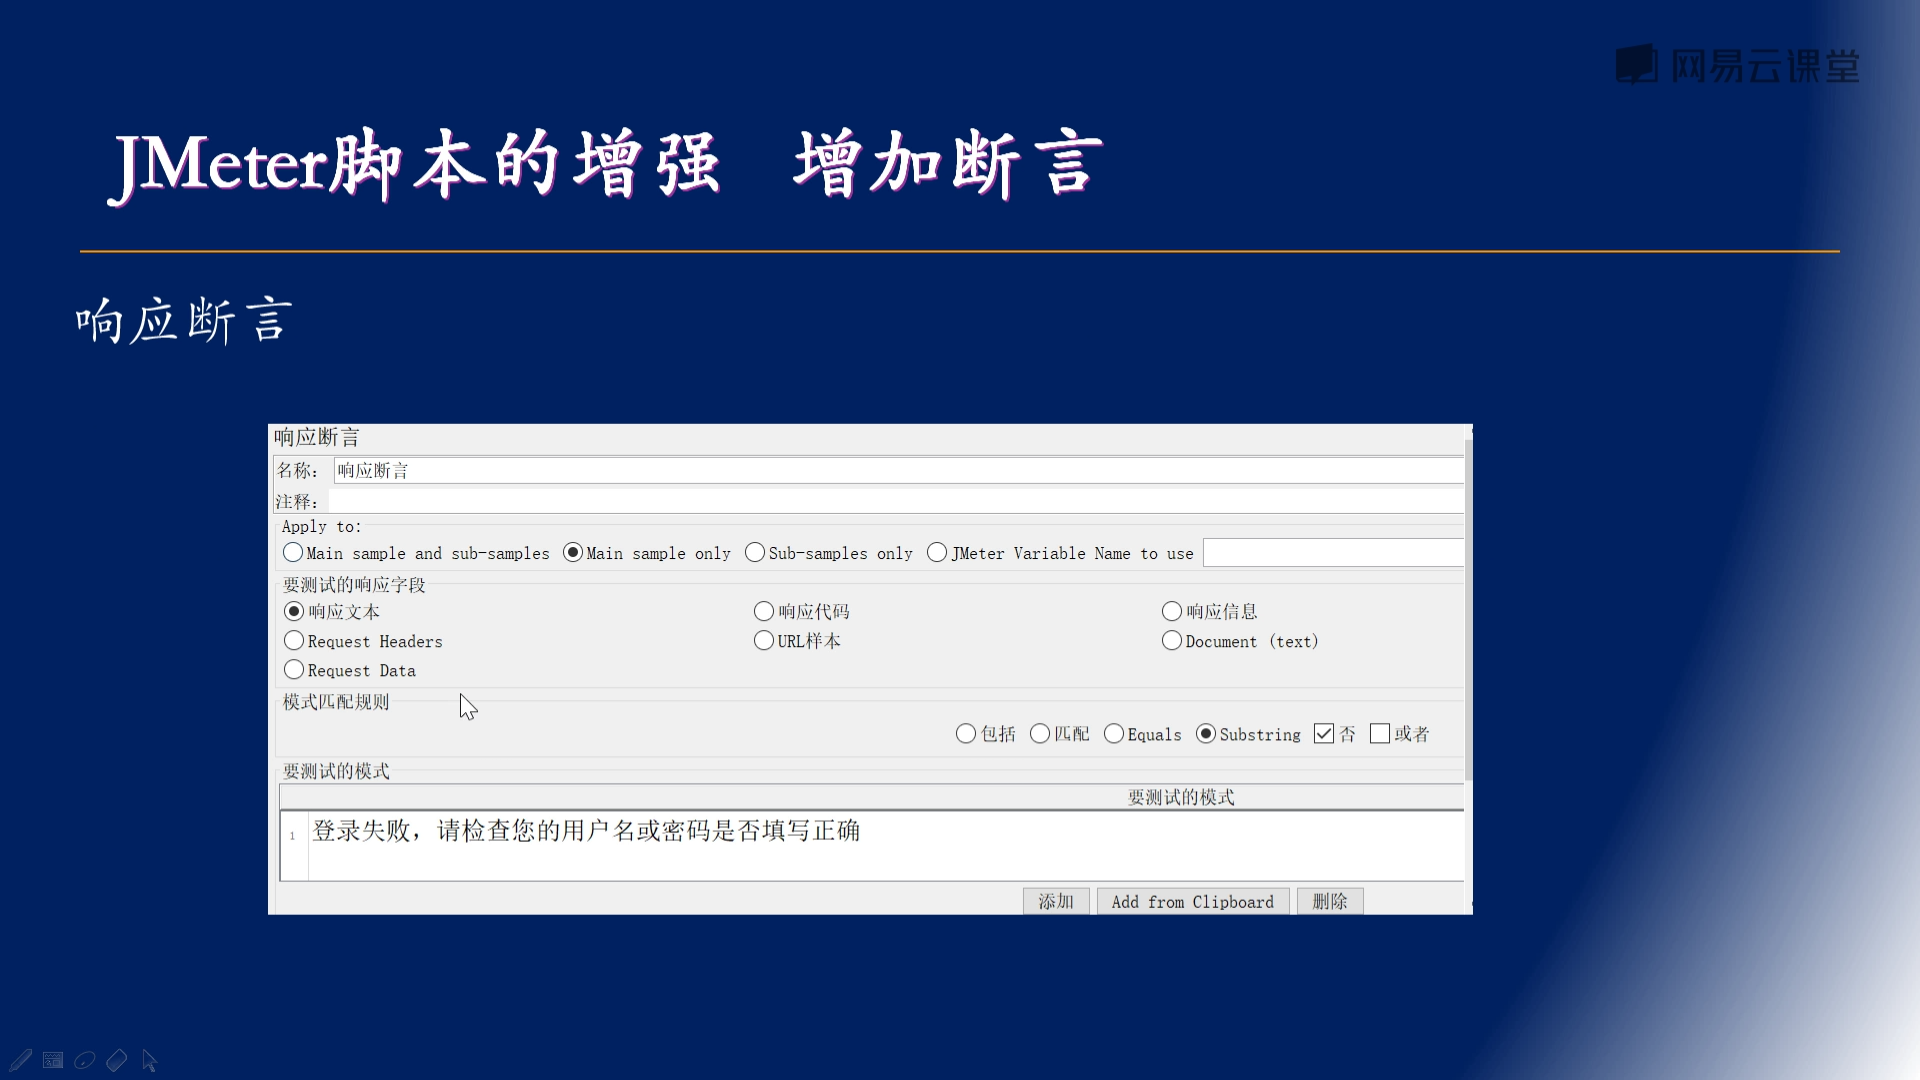 网易云课堂
JMeter脚本的增强 增加断言
响应断言
响应断言
名称： 响应断言
注释：
Apply to:
Main sample and sub-samples Main sample only Sub-samples only JMeter Variable Name to use
要测试的响应字段
响应文本 响应代码 响应信息
Request Headers URL样本 Document (text)
Request Data
模式匹配规则
包括 匹配 Equals Substring 否 或者
要测试的模式
要测试的模式
1 登录失败，请检查您的用户名或密码是否填写正确
添加 Add from Clipboard 删除